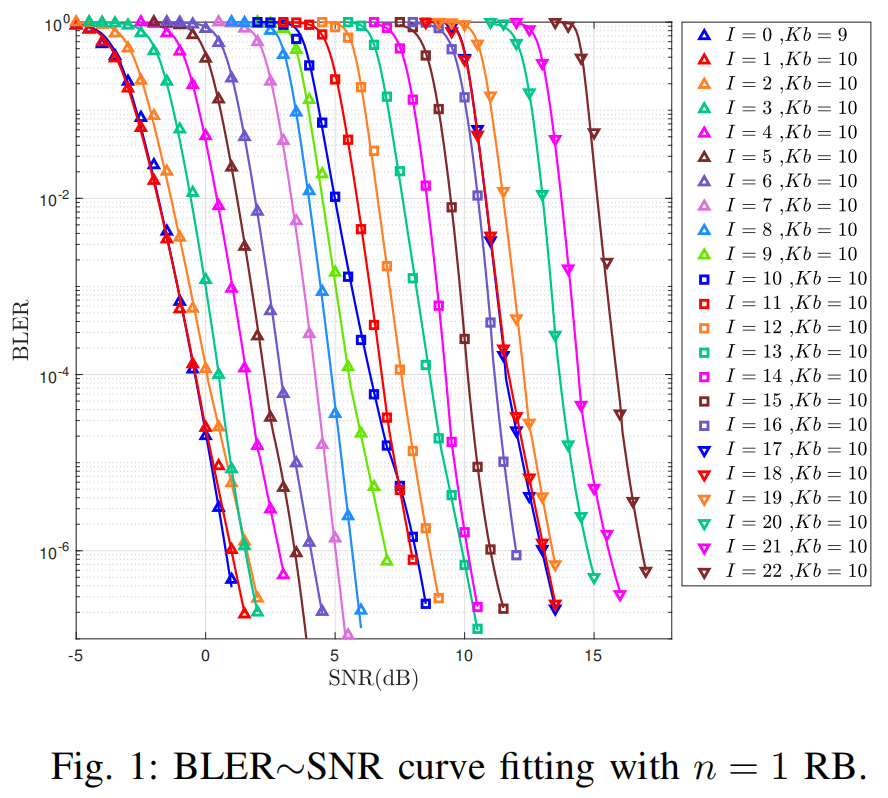 10^0
10^-2
10^-4
10^-6
BLER
-5 0 5 10 15
SNR(dB)
I = 0 ,Kb = 9
I = 1 ,Kb = 10
I = 2 ,Kb = 10
I = 3 ,Kb = 10
I = 4 ,Kb = 10
I = 5 ,Kb = 10
I = 6 ,Kb = 10
I = 7 ,Kb = 10
I = 8 ,Kb = 10
I = 9 ,Kb = 10
I = 10 ,Kb = 10
I = 11 ,Kb = 10
I = 12 ,Kb = 10
I = 13 ,Kb = 10
I = 14 ,Kb = 10
I = 15 ,Kb = 10
I = 16 ,Kb = 10
I = 17 ,Kb = 10
I = 18 ,Kb = 10
I = 19 ,Kb = 10
I = 20 ,Kb = 10
I = 21 ,Kb = 10
I = 22 ,Kb = 10
Fig. 1: BLER∼SNR curve fitting with n = 1 RB.